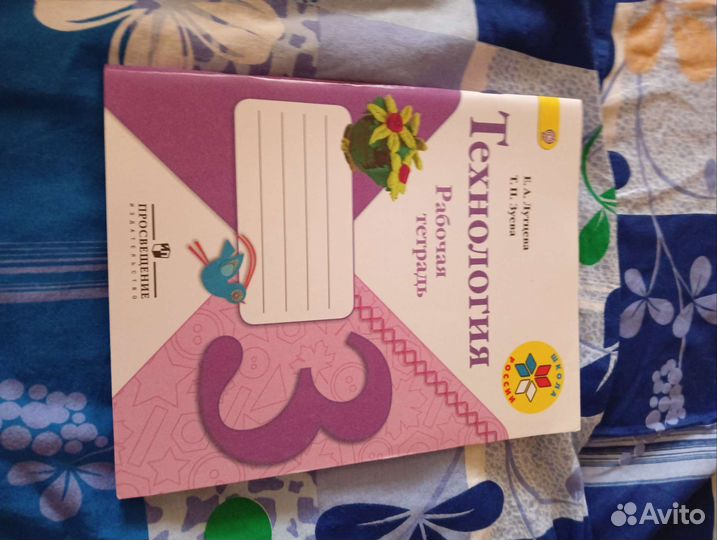 Е. А. Лутцева
Т. П. Зуева
Технология
Рабочая
тетрадь
ШКОЛА
РОССИИ
3
ПРОСВЕЩЕНИЕ
ИЗДАТЕЛЬСТВО
Avito